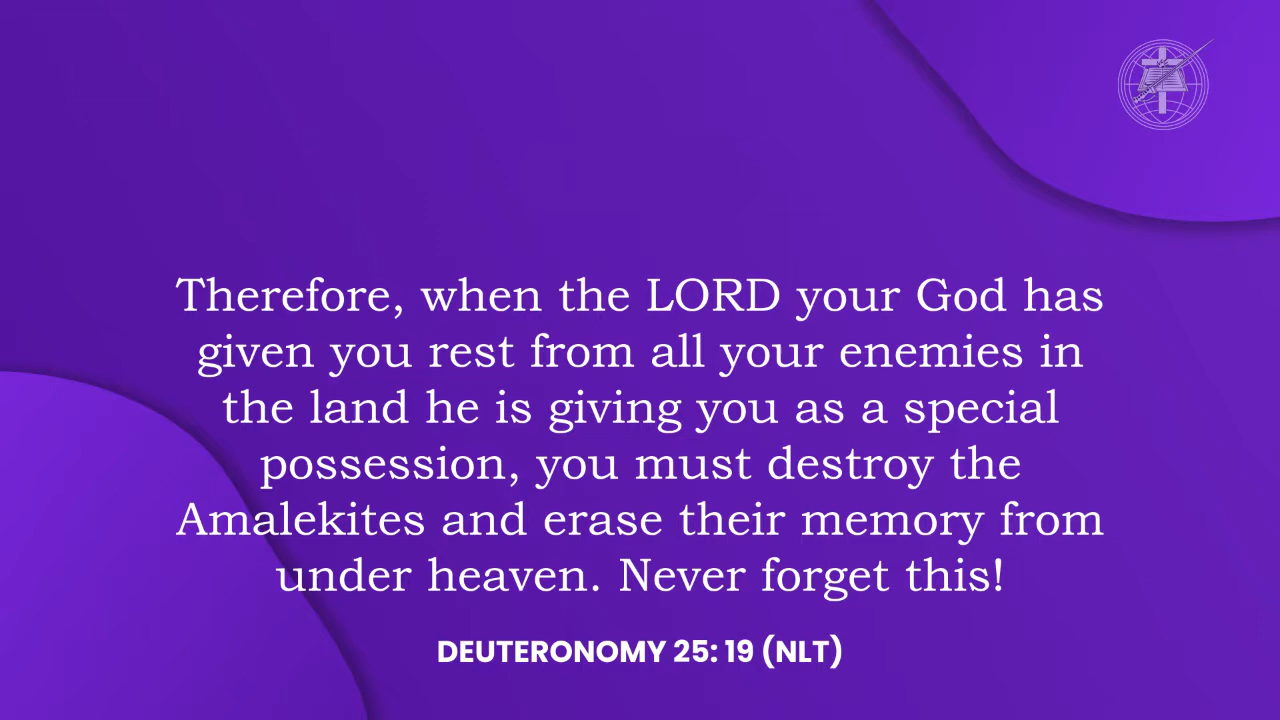 Therefore, when the LORD your God has
given you rest from all your enemies in
the land he is giving you as a special
possession, you must destroy the
Amalekites and erase their memory from
under heaven. Never forget this!
DEUTERONOMY 25: 19 (NLT)